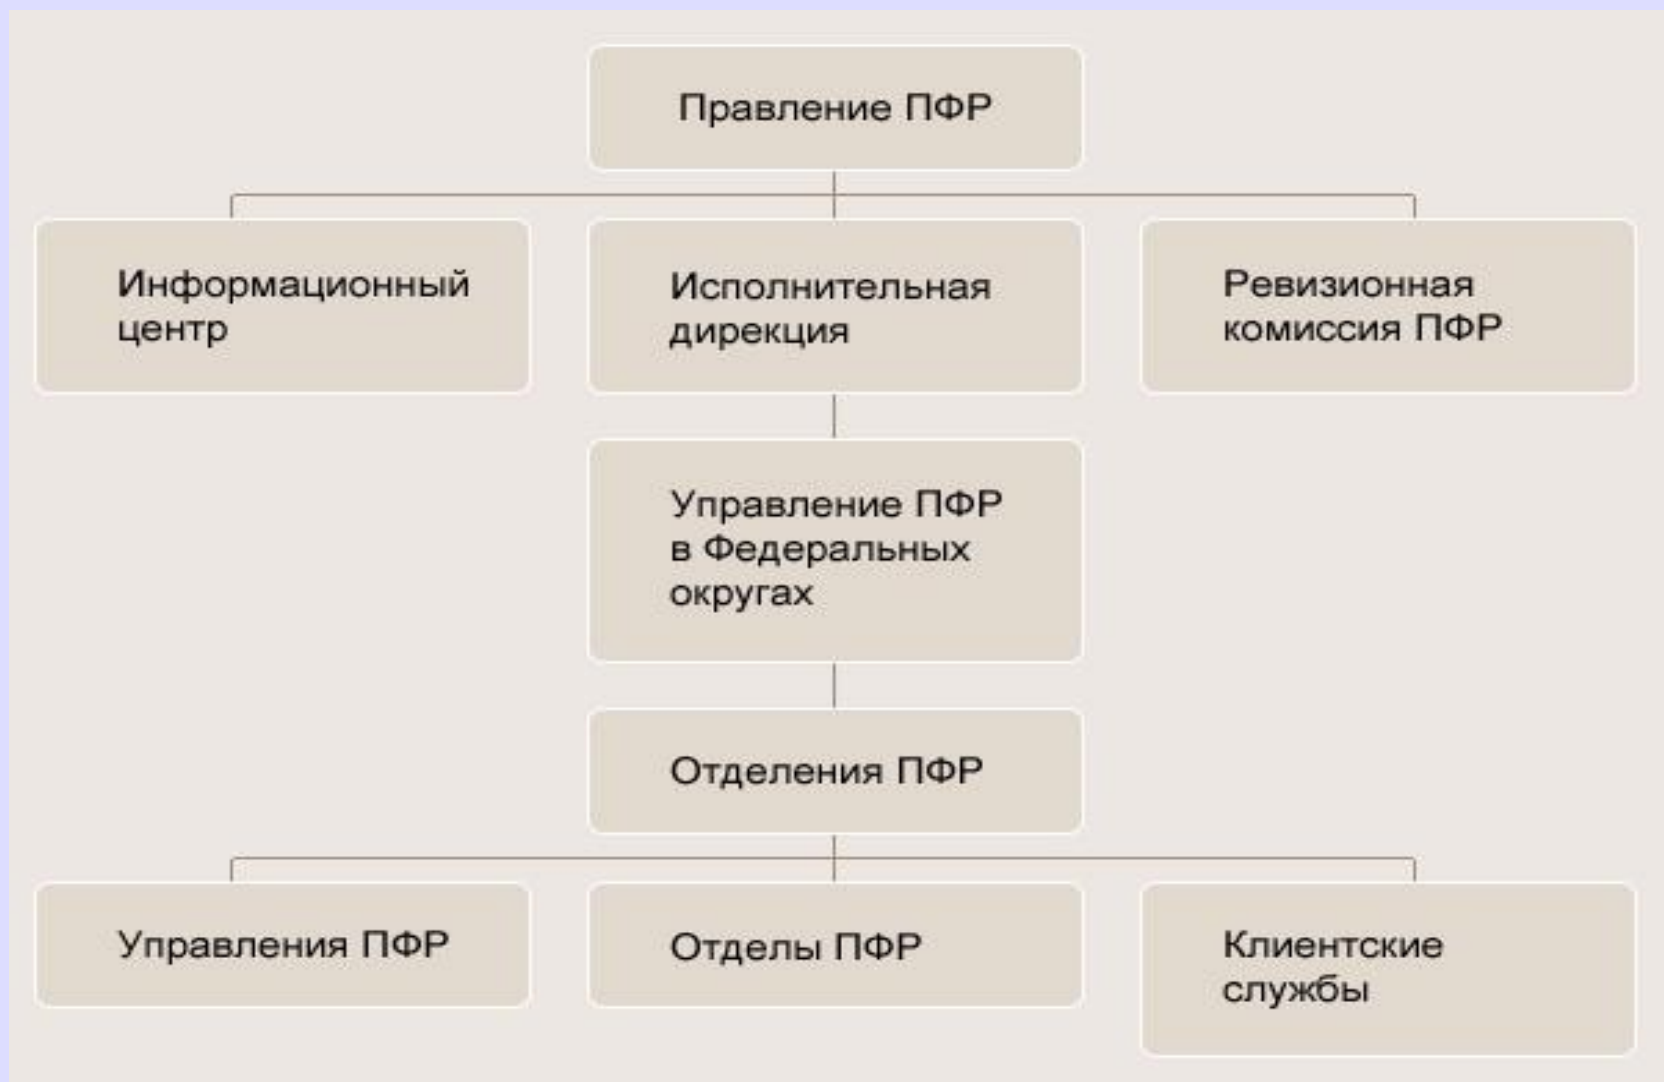 Правление ПФР
Информационный
центр
Исполнительная
дирекция
Ревизионная
комиссия ПФР
Управление ПФР
в Федеральных
округах
Отделения ПФР
Управления ПФР
Отделы ПФР
Клиентские
службы